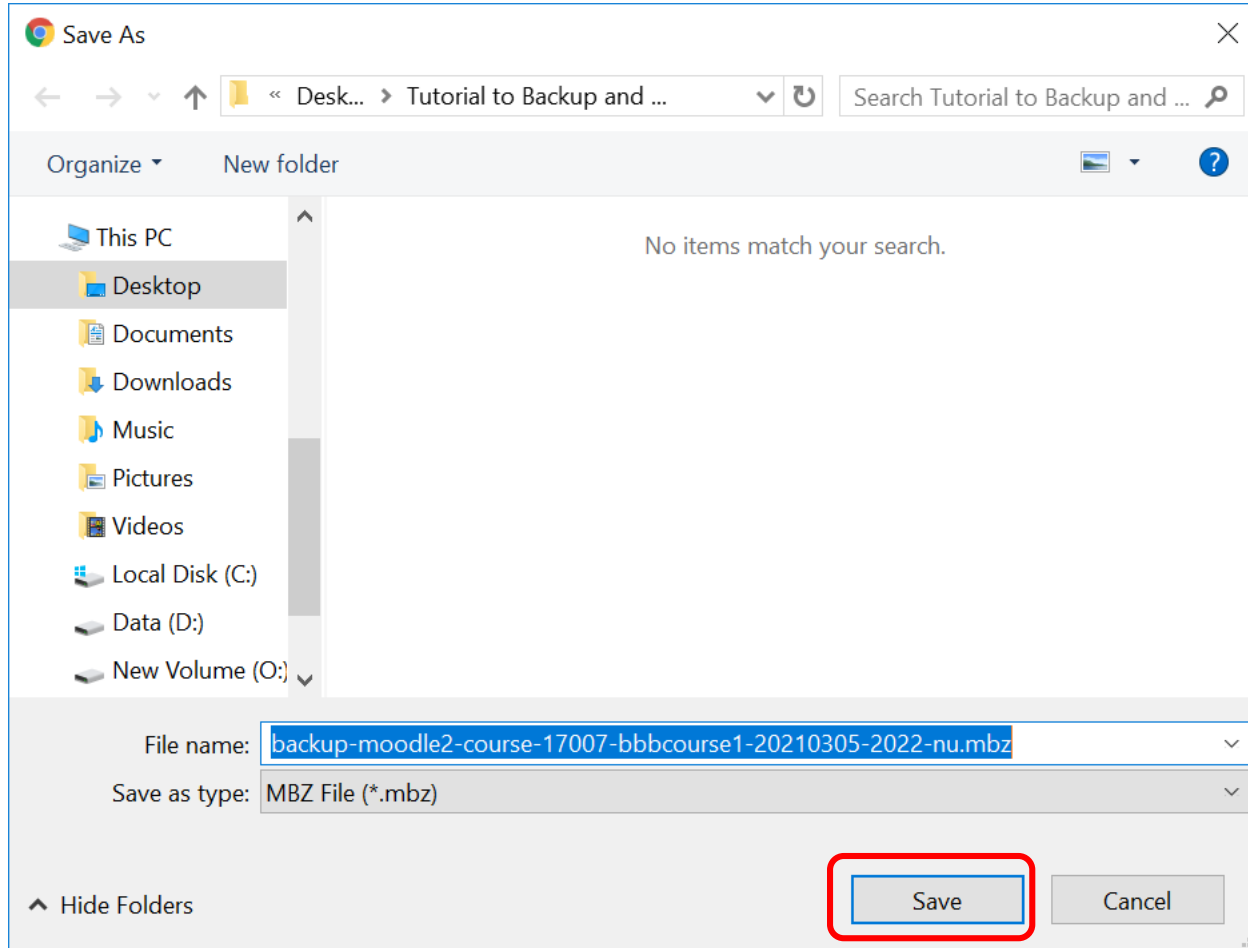 Save As
« Desk... > Tutorial to Backup and ...
Search Tutorial to Backup and ...
Organize
New folder
?
This PC
No items match your search.
Desktop
Documents
Downloads
Music
Pictures
Videos
Local Disk (C:)
Data (D:)
New Volume (O:)
File name: backup-moodle2-course-17007-bbbcourse1-20210305-2022-nu.mbz
Save as type: MBZ File (*.mbz)
Hide Folders
Save
Cancel